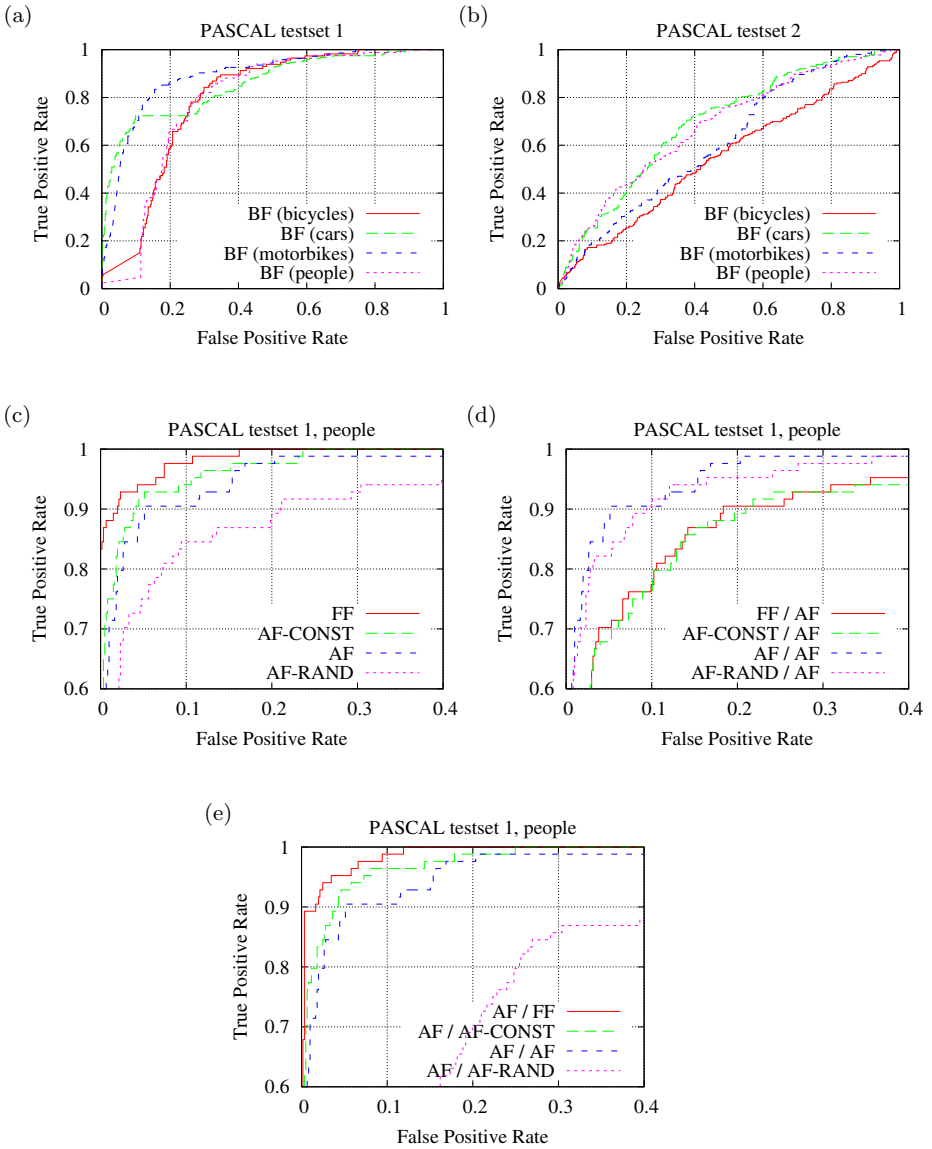 (a)
PASCAL testset 1
True Positive Rate
1
0.8
0.6
0.4
0.2
0
BF (bicycles)
BF (cars)
BF (motorbikes)
BF (people)
0 0.2 0.4 0.6 0.8 1
False Positive Rate
(b)
PASCAL testset 2
True Positive Rate
1
0.8
0.6
0.4
0.2
0
BF (bicycles)
BF (cars)
BF (motorbikes)
BF (people)
0 0.2 0.4 0.6 0.8 1
False Positive Rate
(c)
PASCAL testset 1, people
True Positive Rate
1
0.9
0.8
0.7
0.6
FF
AF-CONST
AF
AF-RAND
0 0.1 0.2 0.3 0.4
False Positive Rate
(d)
PASCAL testset 1, people
True Positive Rate
1
0.9
0.8
0.7
0.6
FF / AF
AF-CONST / AF
AF / AF
AF-RAND / AF
0 0.1 0.2 0.3 0.4
False Positive Rate
(e)
PASCAL testset 1, people
True Positive Rate
1
0.9
0.8
0.7
0.6
AF / FF
AF / AF-CONST
AF / AF
AF / AF-RAND
0 0.1 0.2 0.3 0.4
False Positive Rate